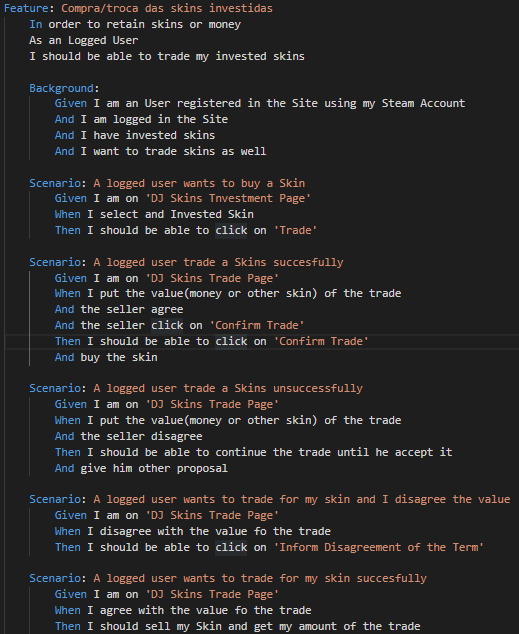 Feature: Compra/troca das skins investidas
In order to retain skins or money
As an Logged User
I should be able to trade my invested skins
Background:
Given I am an User registered in the Site using my Steam Account
And I am logged in the Site
And I have invested skins
And I want to trade skins as well
Scenario: A logged user wants to buy a Skin
Given I am on 'DJ Skins Tnvestment Page'
When I select and Invested Skin
Then I should be able to click on 'Trade'
Scenario: A logged user trade a Skins succesfully
Given I am on 'DJ Skins Trade Page'
When I put the value(money or other skin) of the trade
And the seller agree
And the seller click on 'Confirm Trade'
Then I should be able to click on 'Confirm Trade'
And buy the skin
Scenario: A logged user trade a Skins unsuccessfully
Given I am on 'DJ Skins Trade Page'
When I put the value(money or other skin) of the trade
And the seller disagree
Then I should be able to continue the trade until he accept it
And give him other proposal
Scenario: A logged user wants to trade for my skin and I disagree the value
Given I am on 'DJ Skins Trade Page'
When I disagree with the value fo the trade
Then I should be able to click on 'Inform Disagreement of the Term'
Scenario: A logged user wants to trade for my skin succesfully
Given I am on 'DJ Skins Trade Page'
When I agree with the value fo the trade
Then I should sell my Skin and get my amount of the trade